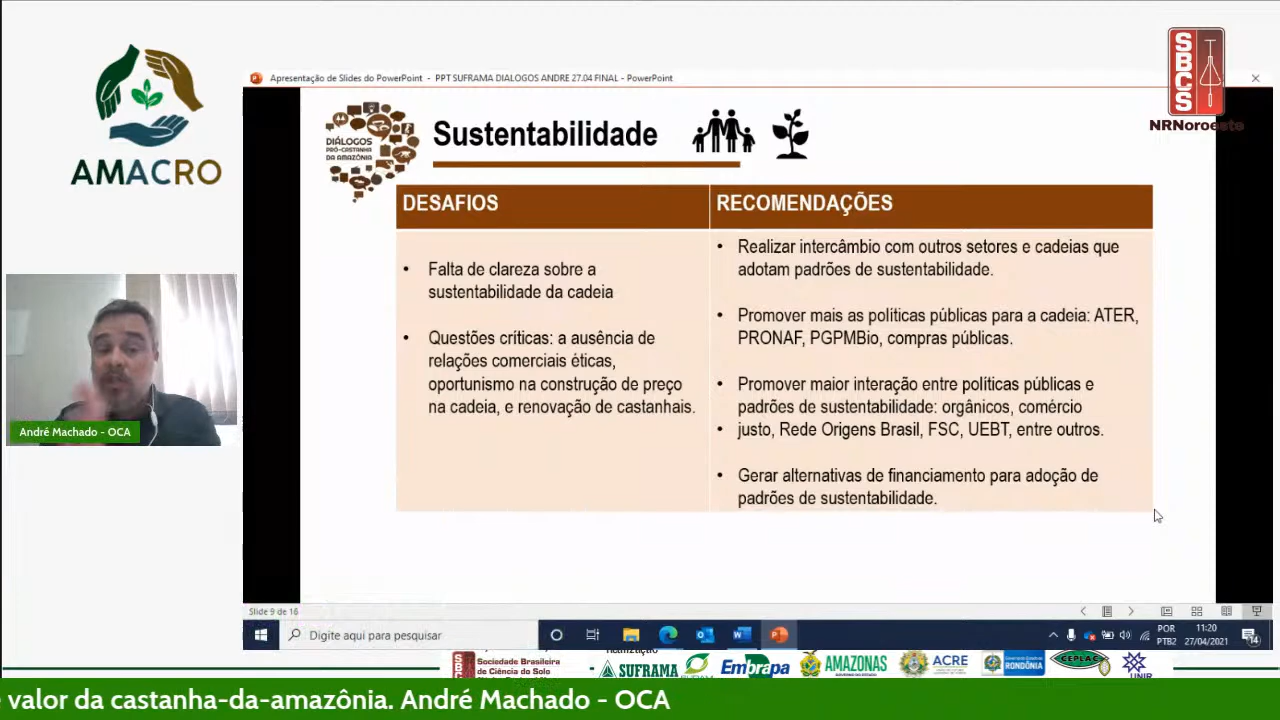 AMACRO
SBCS
NRNoroeste
Apresentação de Slides do PowerPoint - PPT SUFRAMA DIALOGOS ANDRE 27.04 FINAL - PowerPoint
DIÁLOGOS
PRÓ-CASTANHA
DA AMAZÔNIA
Sustentabilidade
DESAFIOS
• Falta de clareza sobre a
sustentabilidade da cadeia
• Questões críticas: a ausência de
relações comerciais éticas,
oportunismo na construção de preço
na cadeia, e renovação de castanhais.
RECOMENDAÇÕES
• Realizar intercâmbio com outros setores e cadeias que
adotam padrões de sustentabilidade.
• Promover mais as políticas públicas para a cadeia: ATER,
PRONAF, PGPMBio, compras públicas.
• Promover maior interação entre políticas públicas e
padrões de sustentabilidade: orgânicos, comércio
• justo, Rede Origens Brasil, FSC, UEBT, entre outros.
• Gerar alternativas de financiamento para adoção de
padrões de sustentabilidade.
André Machado - OCA
Slide 9 de 16
Digite aqui para pesquisar
POR
PTB2
11:20
27/04/2021
14
SBCS
Sociedade Brasileira
de Ciência do Solo
SUFRAMA
Embrapa
AMAZONAS
ACRE
RONDÔNIA
CEPLAC
UNIR
valor da castanha-da-amazônia. André Machado - OCA